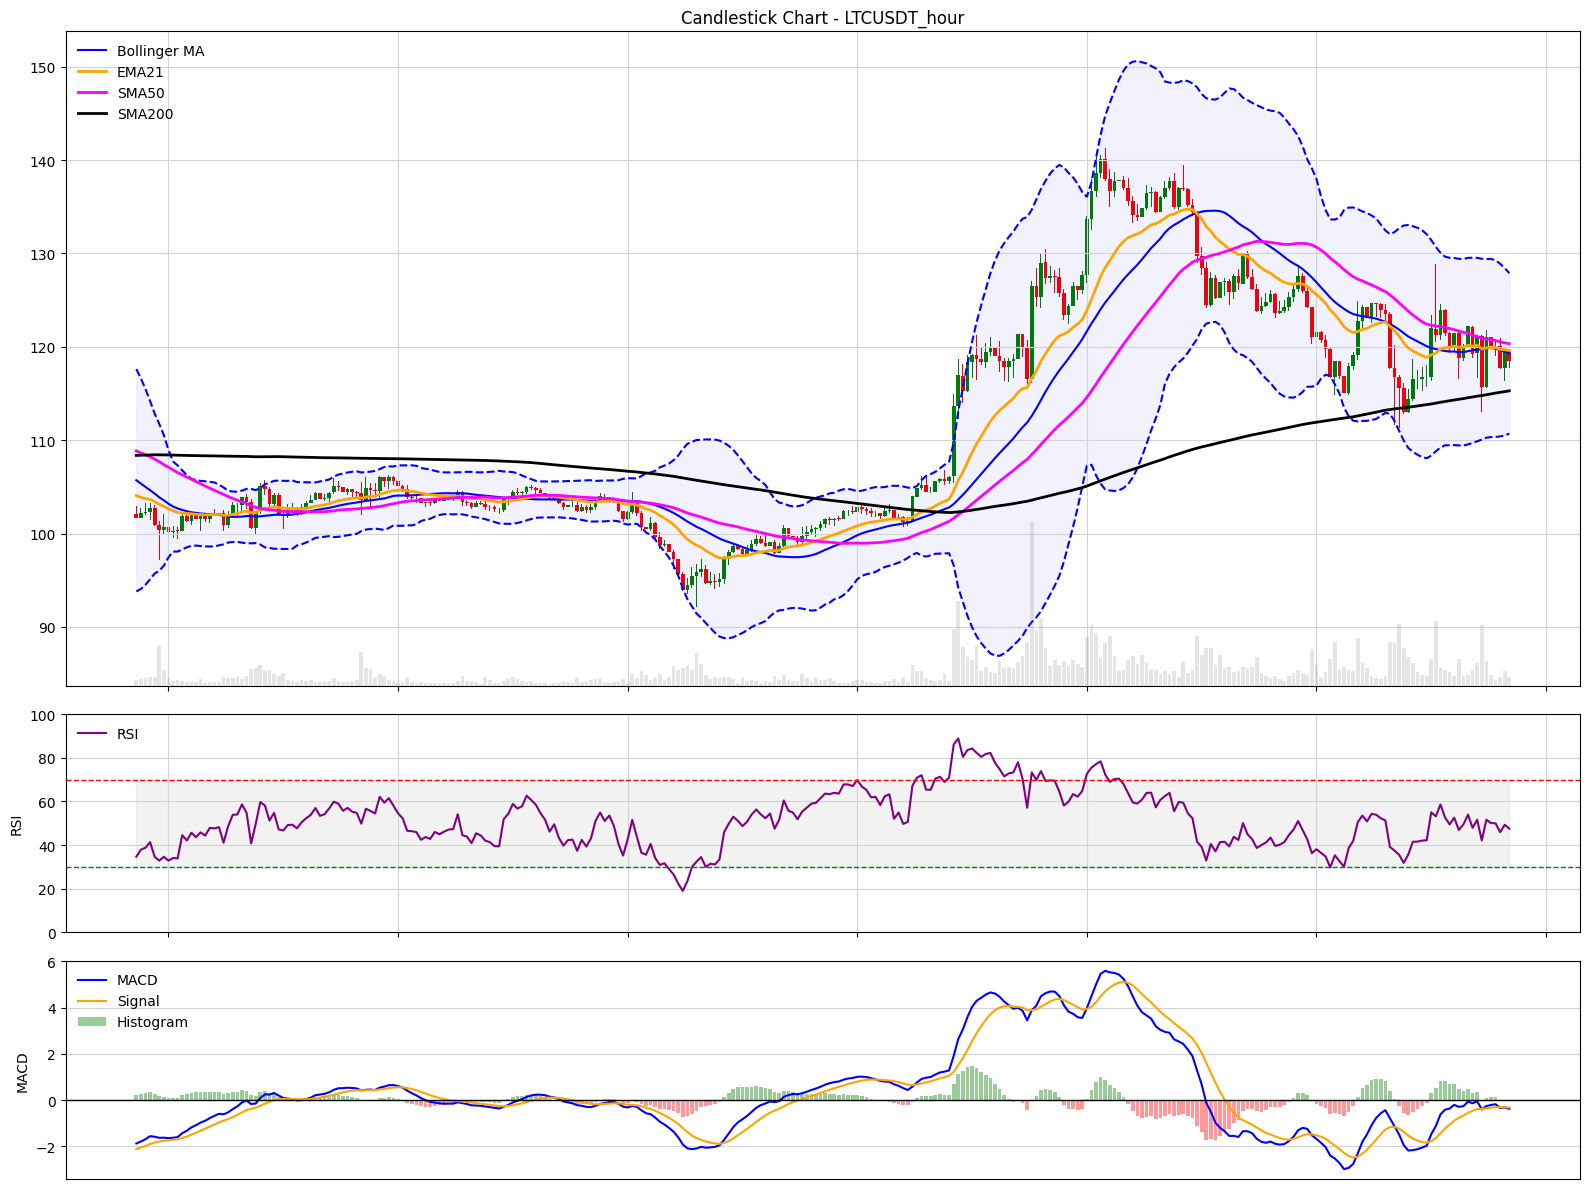 Candlestick Chart - LTCUSDT_hour
Bollinger MA
EMA21
SMA50
SMA200
150
140
130
120
110
100
90
RSI
100
80
60
40
20
0
RSI
MACD
Signal
Histogram
6
4
2
0
−2
MACD